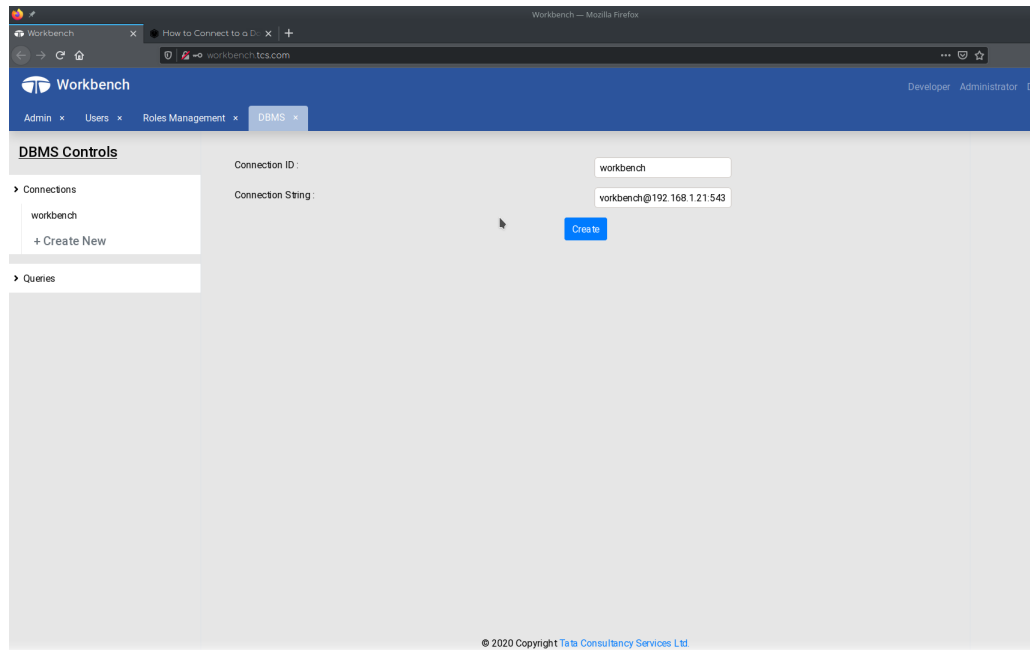 Workbench — Mozilla Firefox
Workbench
How to Connect to a Do
workbench.tcs.com
Workbench
Developer Administrator
Admin × Users × Roles Management × DBMS ×
DBMS Controls
Connections
workbench
+ Create New
Queries
Connection ID :
workbench
Connection String :
workbench@192.168.1.21:543
Create
© 2020 Copyright Tata Consultancy Services Ltd.